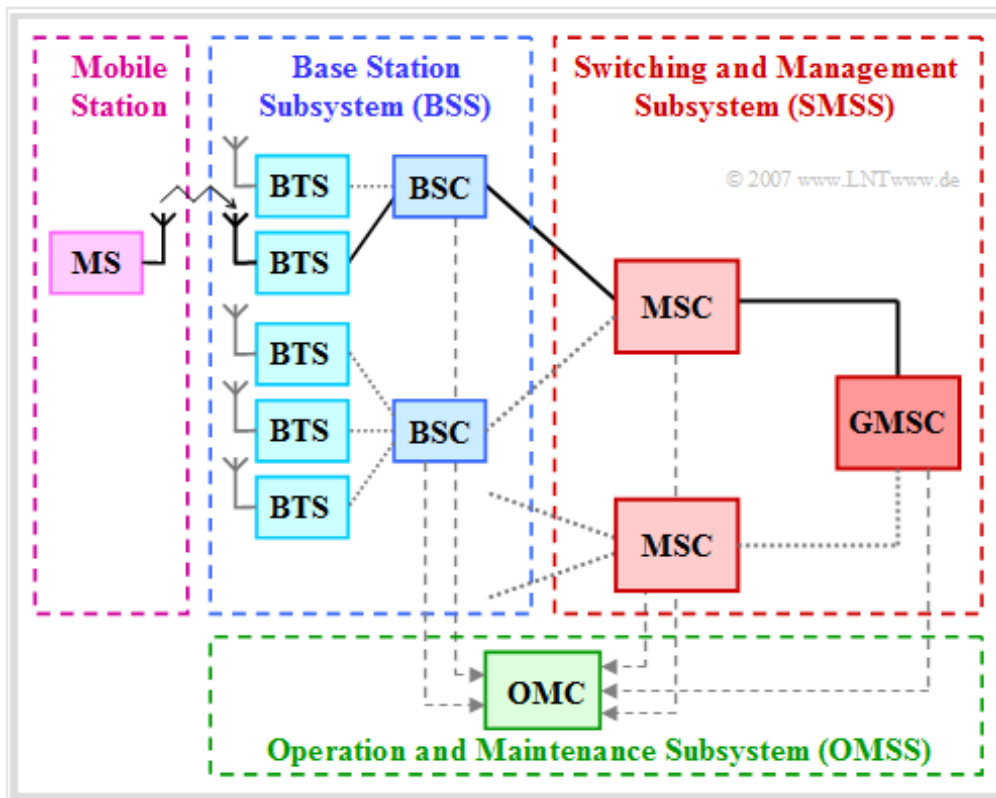 Mobile
Station
Base Station
Subsystem (BSS)
Switching and Management
Subsystem (SMSS)
© 2007 www.LNTwww.de
BTS
BSC
MS
BTS
MSC
BTS
GMSC
BTS
BSC
BTS
MSC
OMC
Operation and Maintenance Subsystem (OMSS)